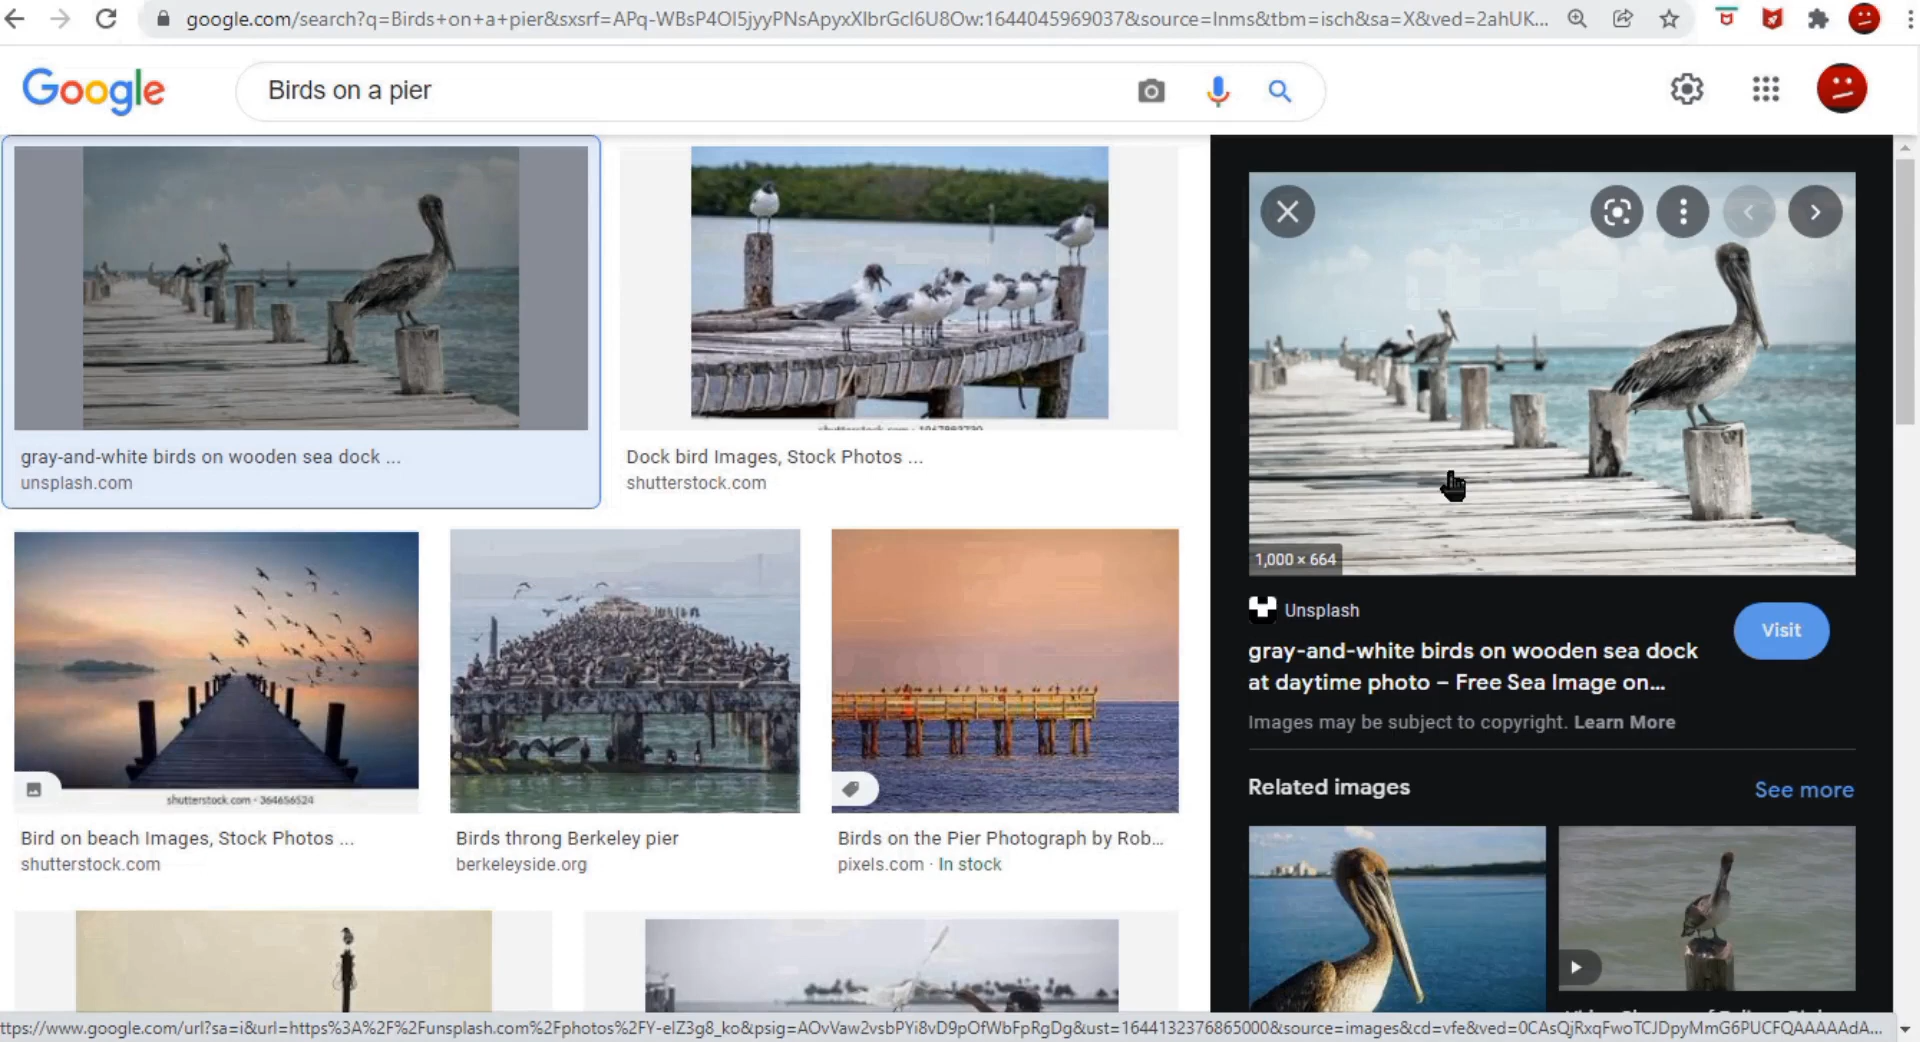 google.com/search?q=Birds+on+a+pier&sxsrf=APq-WBsP4OI5jyyPNsApyxXlbrGcI6U8Ow:1644045969037&source=lnms&tbm=isch&sa=X&ved=2ahUK...
Google
Birds on a pier
gray-and-white birds on wooden sea dock ...
unsplash.com
Dock bird Images, Stock Photos ...
shutterstock.com
shutterstock.com · 364656524
Bird on beach Images, Stock Photos ...
shutterstock.com
Birds throng Berkeley pier
berkeleyside.org
Birds on the Pier Photograph by Rob...
pixels.com · In stock
1,000 × 664
Unsplash
Visit
gray-and-white birds on wooden sea dock
at daytime photo – Free Sea Image on...
Images may be subject to copyright. Learn More
Related images
See more
ttps://www.google.com/url?sa=i&url=https%3A%2F%2Funsplash.com%2Fphotos%2FY-elZ3g8_ko&psig=AOvVaw2vsbPYi8vD9pOfWbFpRgDg&ust=1644132376865000&source=images&cd=vfe&ved=0CAsQjRxqFwoTCJDpyMmG6PUCFQAAAAAdA...